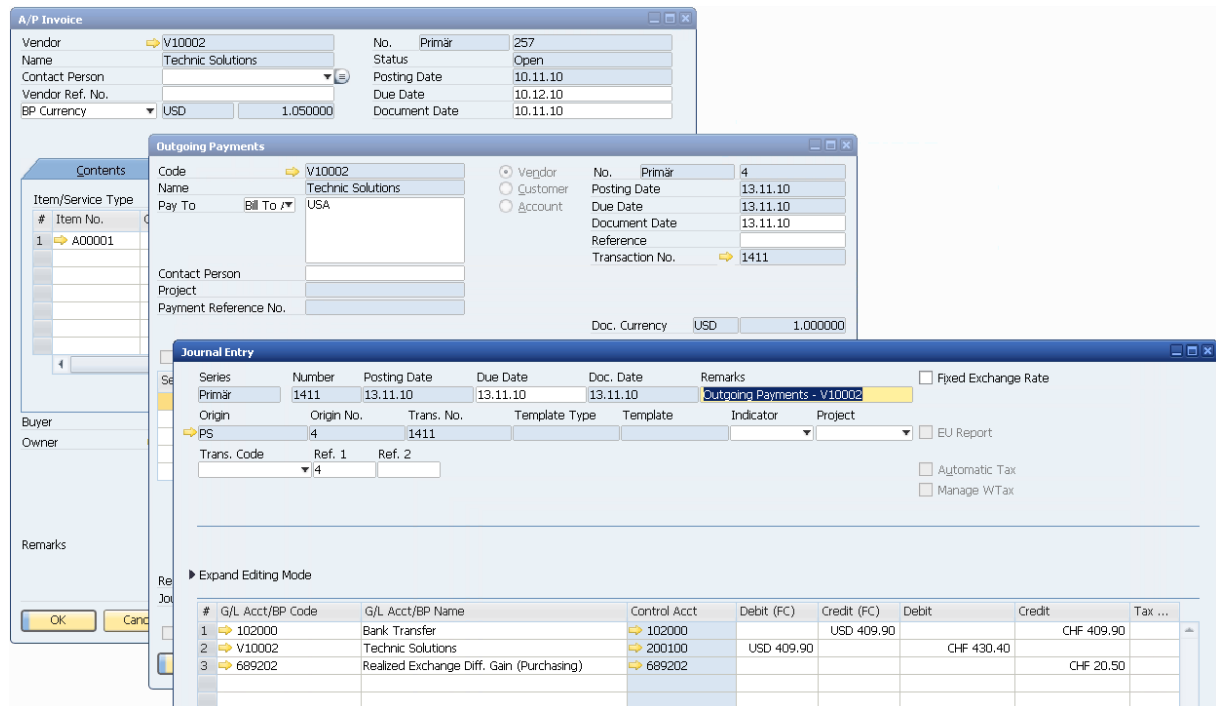 A/P Invoice
Vendor V10002 No. Primär 257
Name Technic Solutions Status Open
Contact Person Posting Date 10.11.10
Vendor Ref. No. Due Date 10.12.10
BP Currency USD 1.050000 Document Date 10.11.10
Contents
Item/Service Type
# Item No.
1 A00001
Buyer
Owner
Remarks
OK
Outgoing Payments
Code V10002 Vendor No. Primär 4
Name Technic Solutions Customer Posting Date 13.11.10
Pay To Bill To USA Account Due Date 13.11.10
Document Date 13.11.10
Reference
Transaction No. 1411
Contact Person
Project
Payment Reference No.
Doc. Currency USD 1.000000
Journal Entry
Series Number Posting Date Due Date Doc. Date Remarks Fixed Exchange Rate
Primär 1411 13.11.10 13.11.10 13.11.10 Outgoing Payments - V10002
Origin Origin No. Trans. No. Template Type Template Indicator Project
PS 4 1411 EU Report
Trans. Code Ref. 1 Ref. 2
4 Automatic Tax
Manage WTax
Expand Editing Mode
# G/L Acct/BP Code G/L Acct/BP Name Control Acct Debit (FC) Credit (FC) Debit Credit Tax ...
1 102000 Bank Transfer 102000 USD 409.90 CHF 409.90
2 V10002 Technic Solutions 200100 USD 409.90 CHF 430.40
3 689202 Realized Exchange Diff. Gain (Purchasing) 689202 CHF 20.50